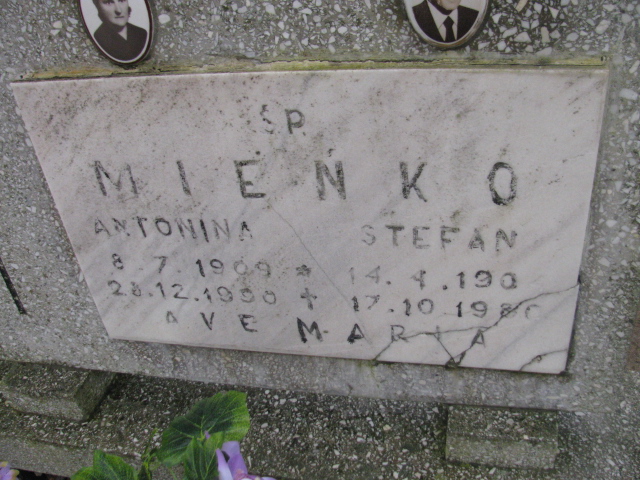 ŚP.
MIEŃKO
ANTONINA STEFAN
8.7.1909 * 14.4.190
28.12.1990 + 17.10.198
AVE MARIA